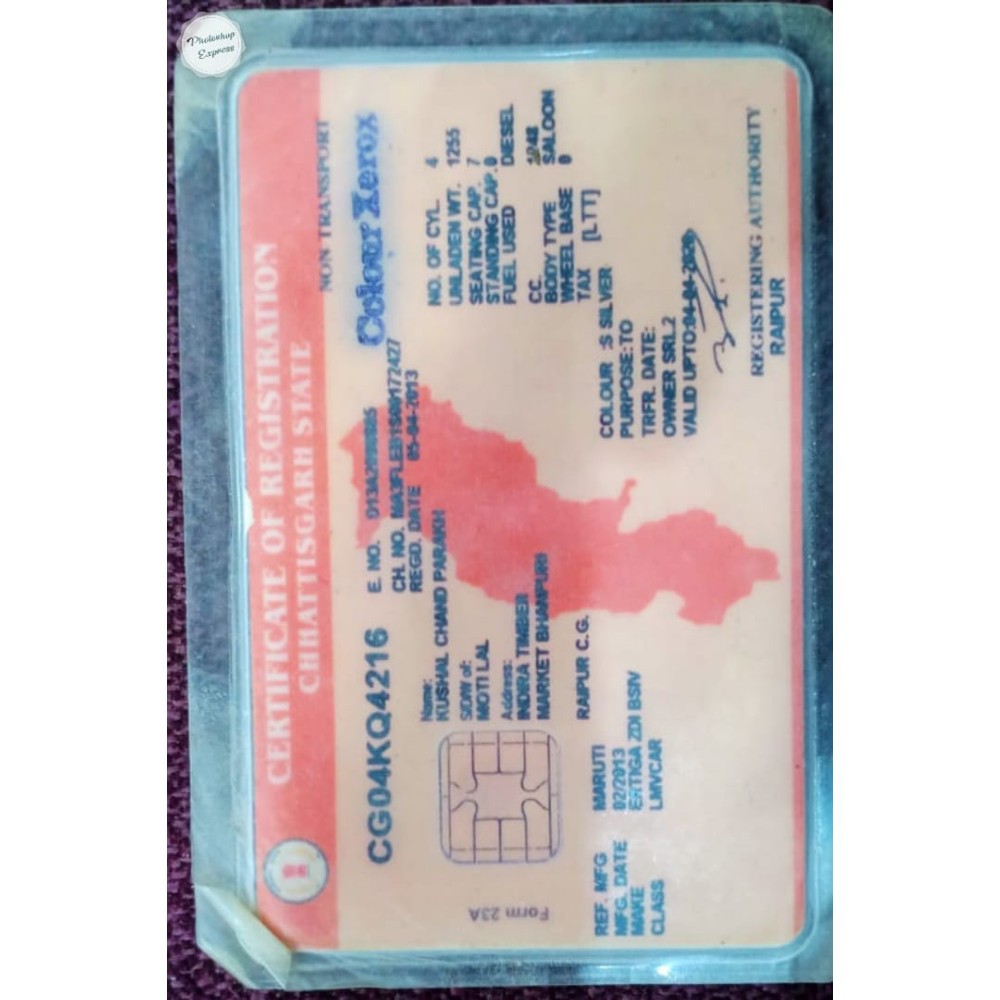 Photoshop
Express
CERTIFICATE OF REGISTRATION
CHHATTISGARH STATE
NON TRANSPORT
Colour Xerox
CG04KQ4216
E. NO.
CH. NO.
REGD. DATE 05-04-2013
Name:
KUSHAL CHAND PARAKH
S/D/W of:
MOTI LAL
Address:
INDIRA TIMBER
MARKET BHANPURI
RAIPUR C.G.
NO. OF CYL. 4
UNLADEN WT. 1255
SEATING CAP. 7
STANDING CAP. 0
FUEL USED DIESEL
CC. 1248
BODY TYPE SALOON
WHEEL BASE 0
TAX [LTT]
Form 23A
REF. MFG MARUTI
MFG. DATE 02/2013
MAKE ERTIGA ZDI BSIV
CLASS LMVCAR
COLOUR :S SILVER
PURPOSE:TO
TRFR. DATE:
OWNER SRL.2
VALID UPTO:04-04-2028
REGISTERING AUTHORITY
RAIPUR